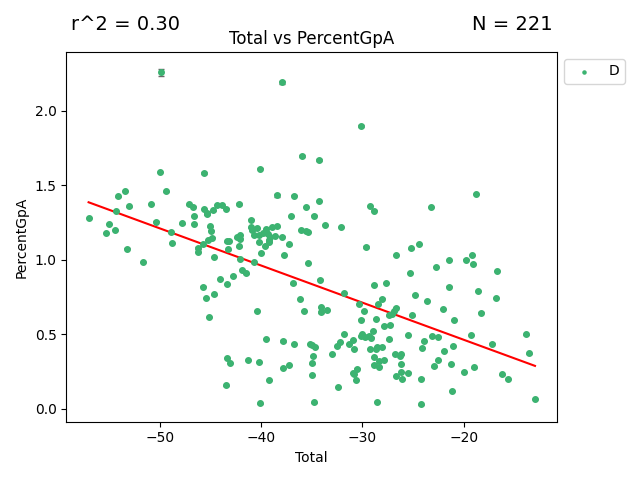 r^2 = 0.30
N = 221
Total vs PercentGpA
D
PercentGpA
2.0
1.5
1.0
0.5
0.0
−50
−40
−30
−20
Total